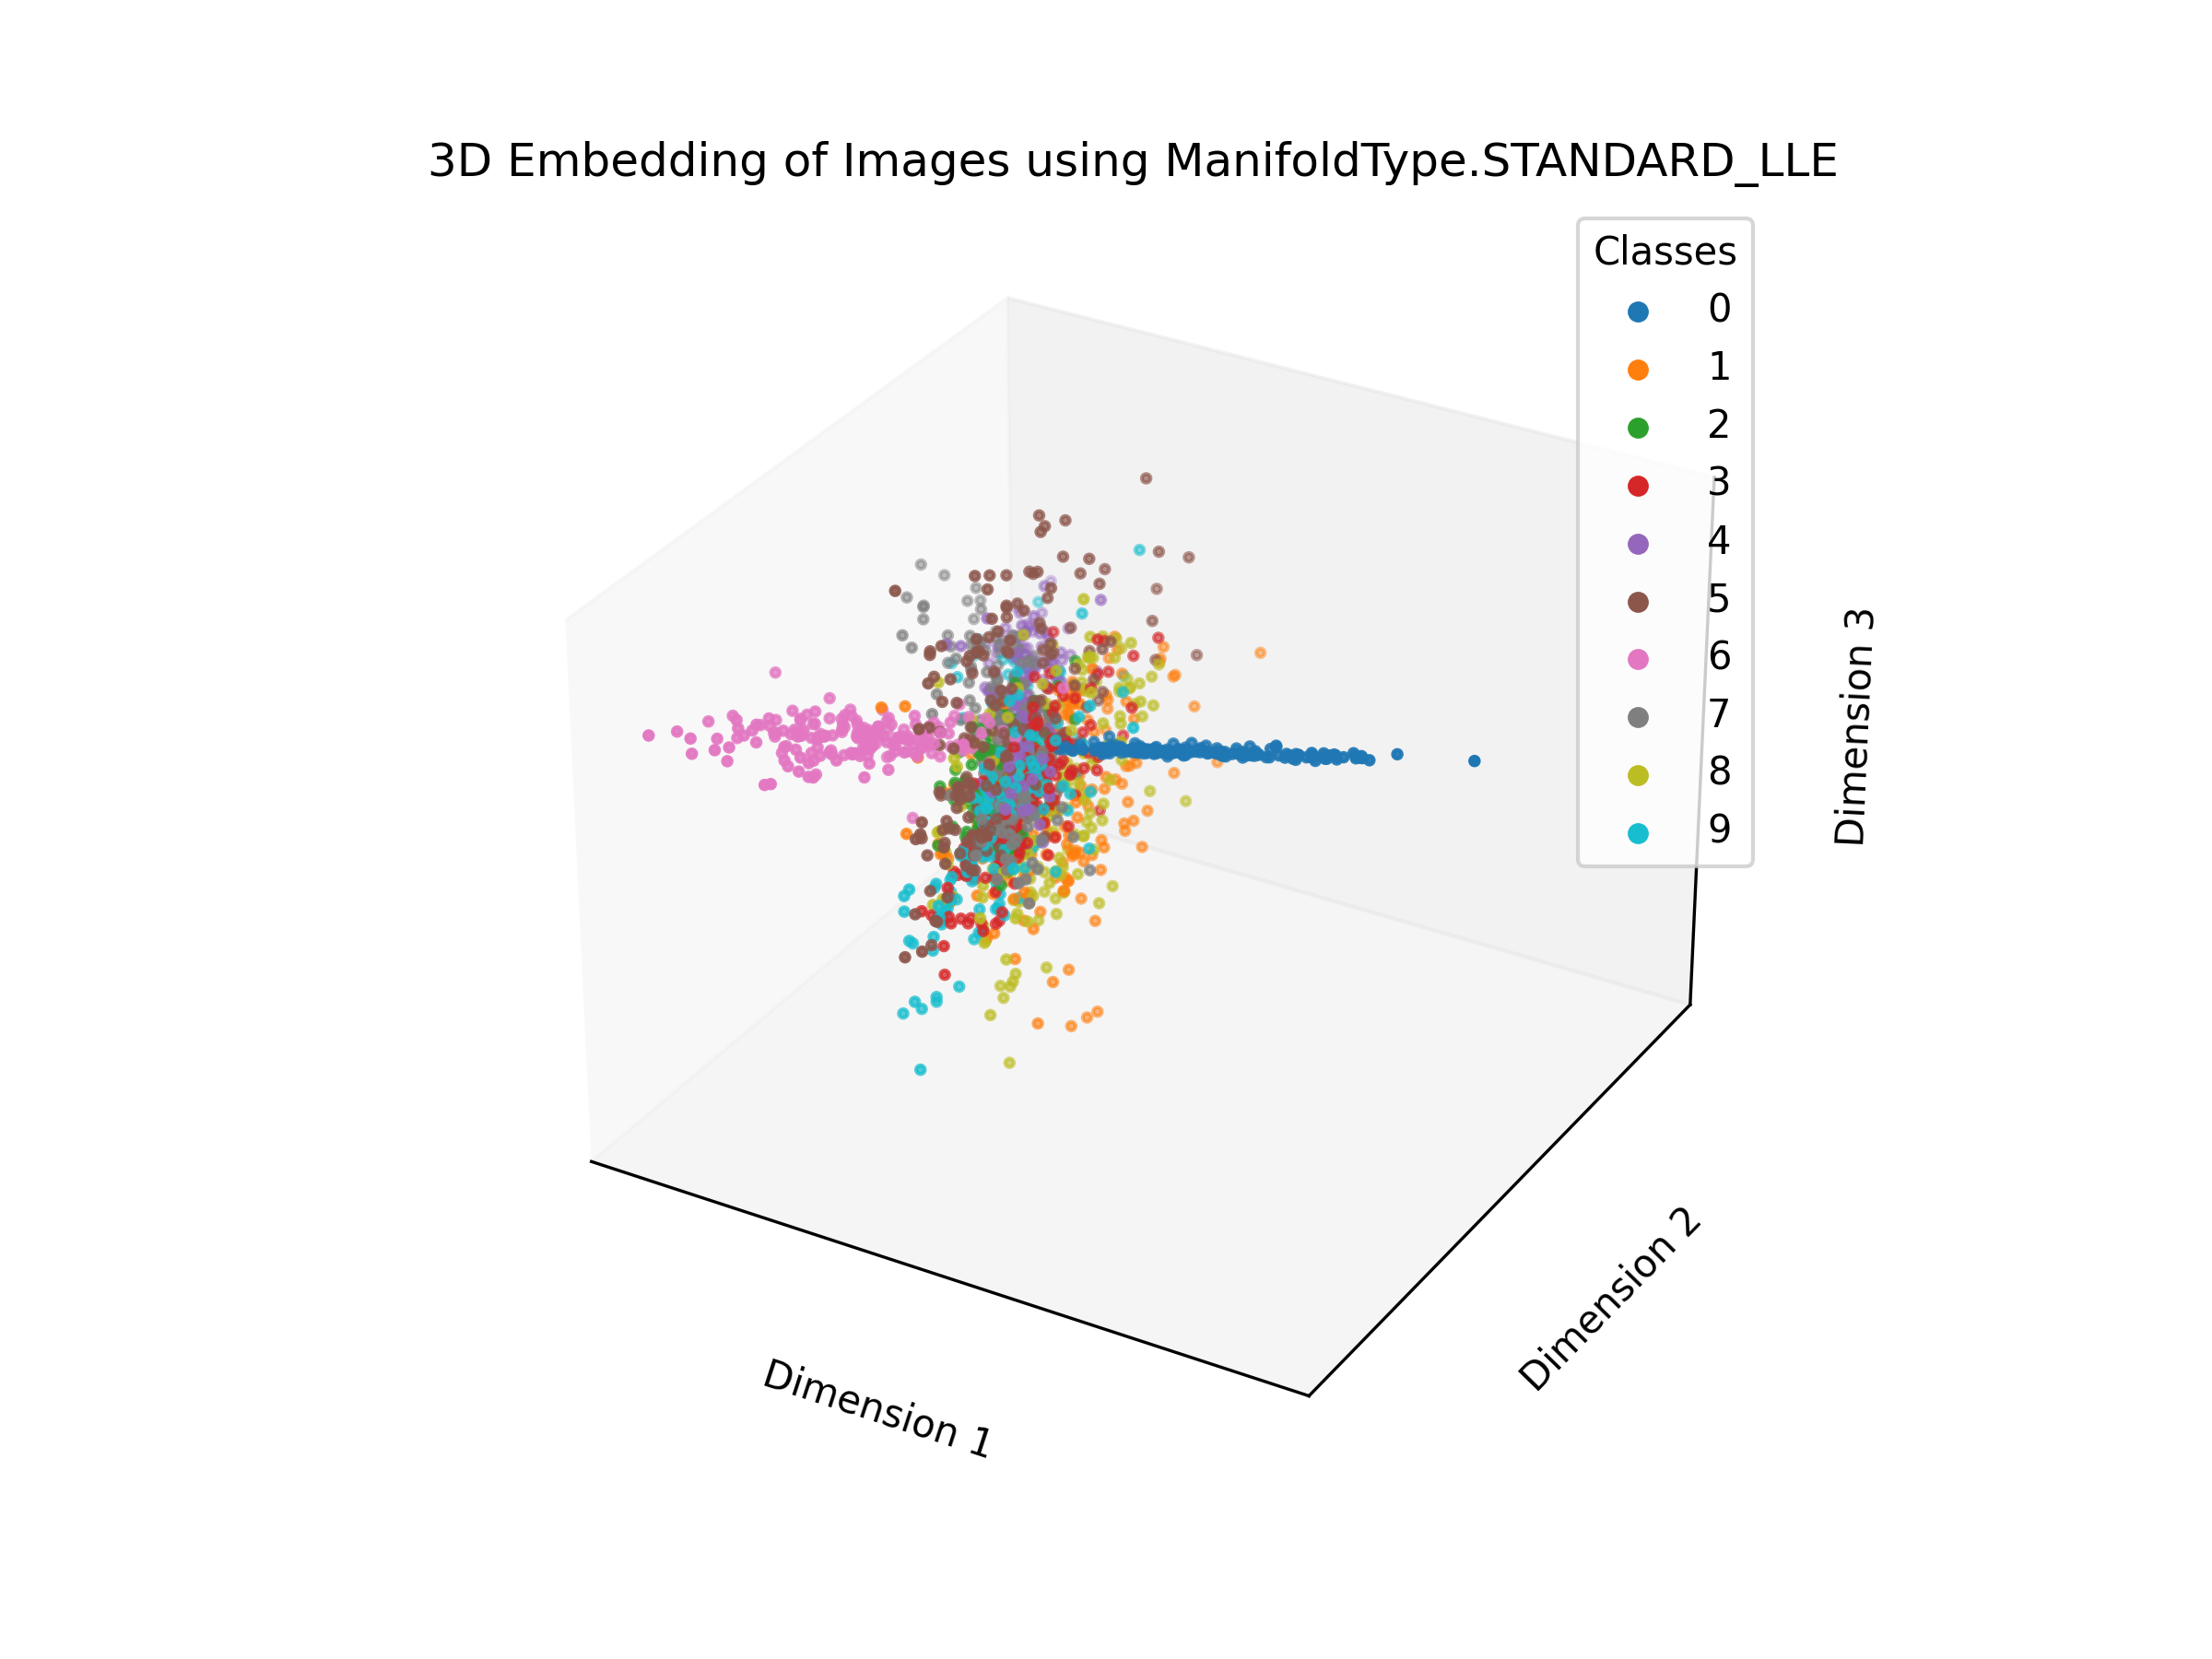 3D Embedding of Images using ManifoldType.STANDARD_LLE
Classes
0
1
2
3
4
5
6
7
8
9
Dimension 3
Dimension 2
Dimension 1